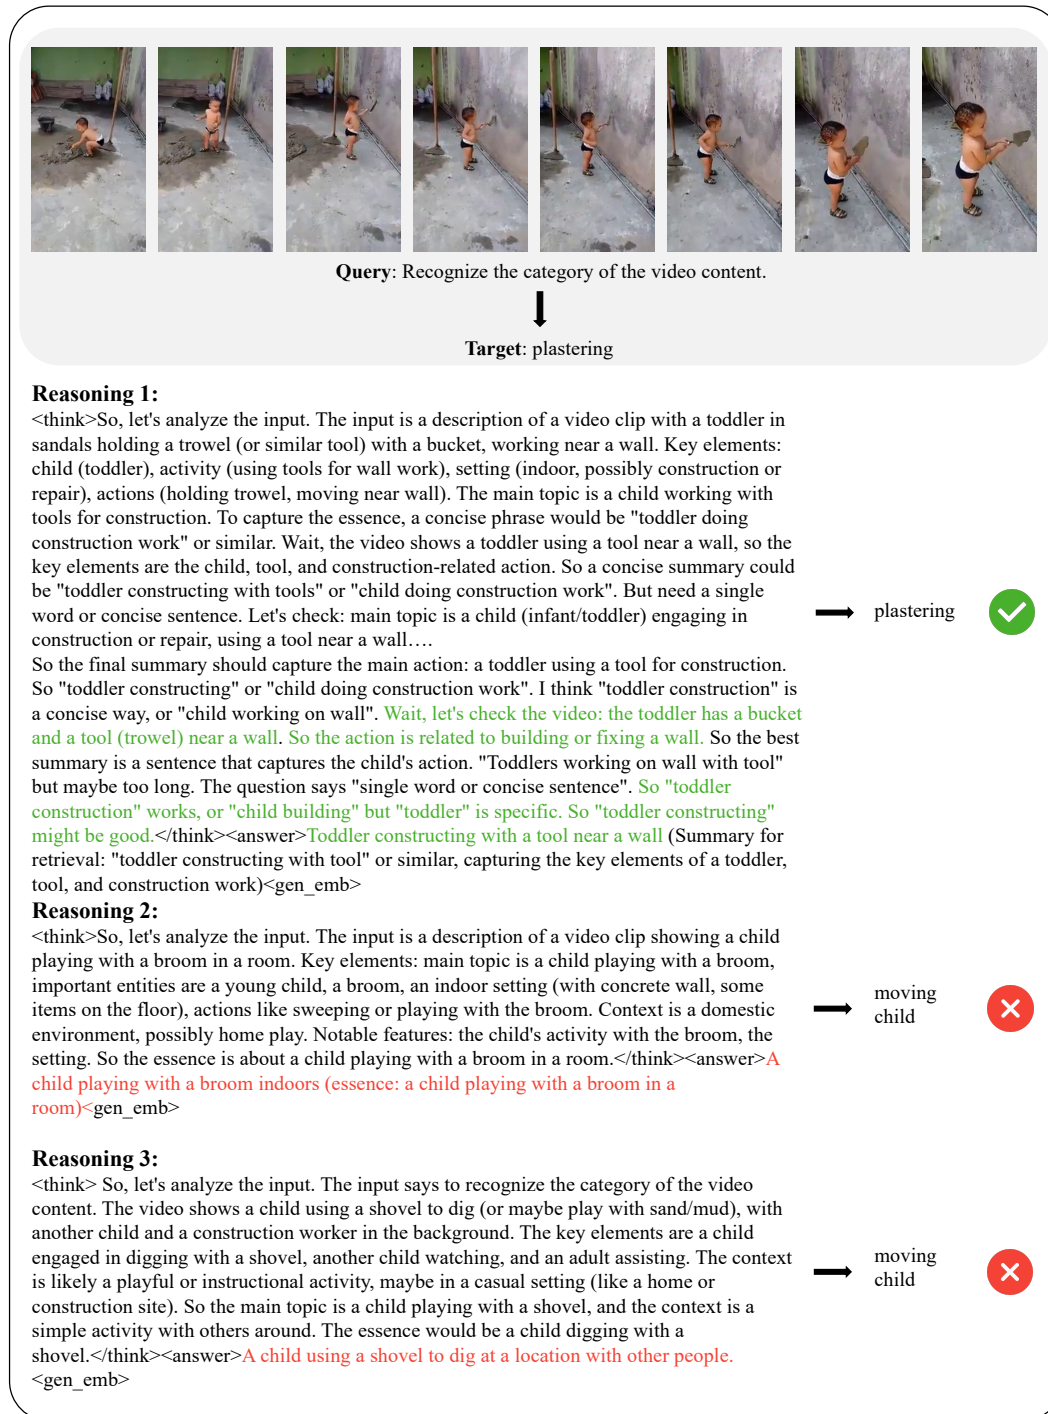 Query: Recognize the category of the video content.
Target: plastering
Reasoning 1:
<think>So, let's analyze the input. The input is a description of a video clip with a toddler in
sandals holding a trowel (or similar tool) with a bucket, working near a wall. Key elements:
child (toddler), activity (using tools for wall work), setting (indoor, possibly construction or
repair), actions (holding trowel, moving near wall). The main topic is a child working with
tools for construction. To capture the essence, a concise phrase would be "toddler doing
construction work" or similar. Wait, the video shows a toddler using a tool near a wall, so the
key elements are the child, tool, and construction-related action. So a concise summary could
be "toddler constructing with tools" or "child doing construction work". But need a single
word or concise sentence. Let's check: main topic is a child (infant/toddler) engaging in
construction or repair, using a tool near a wall….
So the final summary should capture the main action: a toddler using a tool for construction.
So "toddler constructing" or "child doing construction work". I think "toddler construction" is
a concise way, or "child working on wall". Wait, let's check the video: the toddler has a bucket
and a tool (trowel) near a wall. So the action is related to building or fixing a wall. So the best
summary is a sentence that captures the child's action. "Toddlers working on wall with tool"
but maybe too long. The question says "single word or concise sentence". So "toddler
construction" works, or "child building" but "toddler" is specific. So "toddler constructing"
might be good.</think><answer>Toddler constructing with a tool near a wall (Summary for
retrieval: "toddler constructing with tool" or similar, capturing the key elements of a toddler,
tool, and construction work)<gen_emb>
plastering
Reasoning 2:
<think>So, let's analyze the input. The input is a description of a video clip showing a child
playing with a broom in a room. Key elements: main topic is a child playing with a broom,
important entities are a young child, a broom, an indoor setting (with concrete wall, some
items on the floor), actions like sweeping or playing with the broom. Context is a domestic
environment, possibly home play. Notable features: the child's activity with the broom, the
setting. So the essence is about a child playing with a broom in a room.</think><answer>A
child playing with a broom indoors (essence: a child playing with a broom in a
room)<gen_emb>
moving
child
Reasoning 3:
<think> So, let's analyze the input. The input says to recognize the category of the video
content. The video shows a child using a shovel to dig (or maybe play with sand/mud), with
another child and a construction worker in the background. The key elements are a child
engaged in digging with a shovel, another child watching, and an adult assisting. The context
is likely a playful or instructional activity, maybe in a casual setting (like a home or
construction site). So the main topic is a child playing with a shovel, and the context is a
simple activity with others around. The essence would be a child digging with a
shovel.</think><answer>A child using a shovel to dig at a location with other people.
<gen_emb>
moving
child